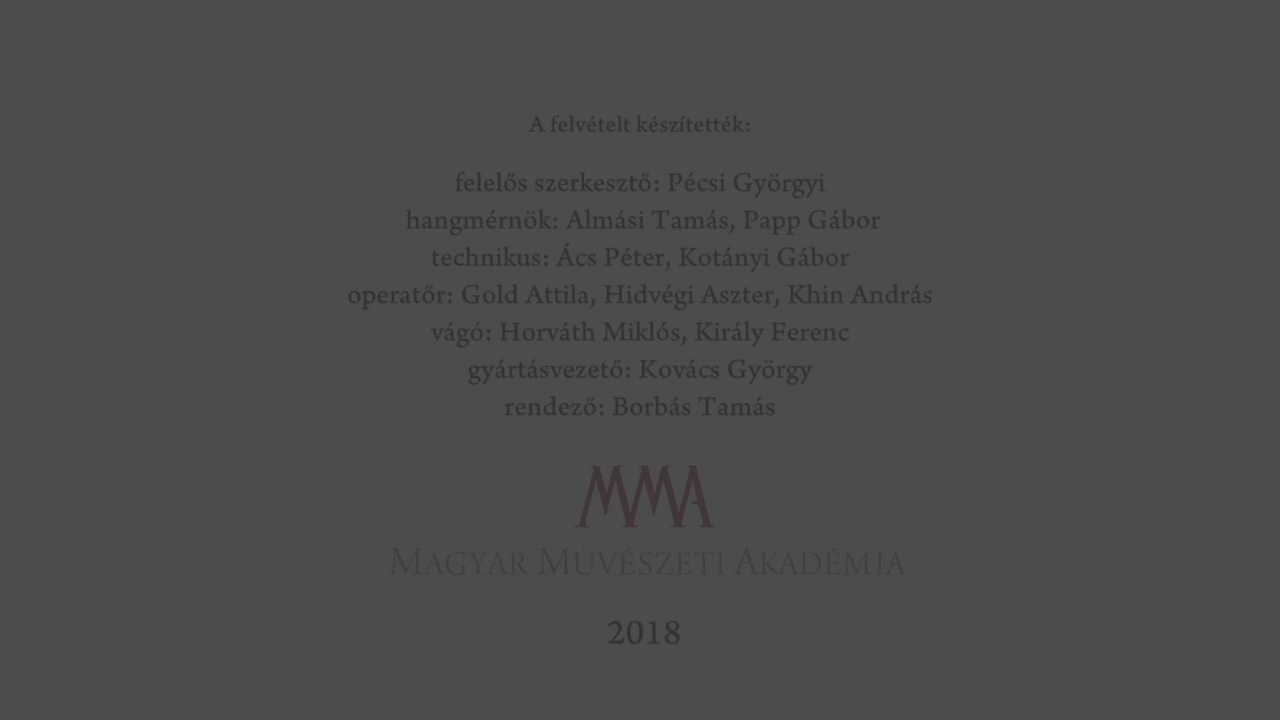 A felvételt készítették:
felelős szerkesztő: Pécsi Györgyi
hangmérnök: Almási Tamás, Papp Gábor
technikus: Ács Péter, Kotányi Gábor
operatőr: Gold Attila, Hidvégi Aszter, Khin András
vágó: Horváth Miklós, Király Ferenc
gyártásvezető: Kovács György
rendező: Borbás Tamás
MMA
MAGYAR MŰVÉSZETI AKADÉMIA
2018